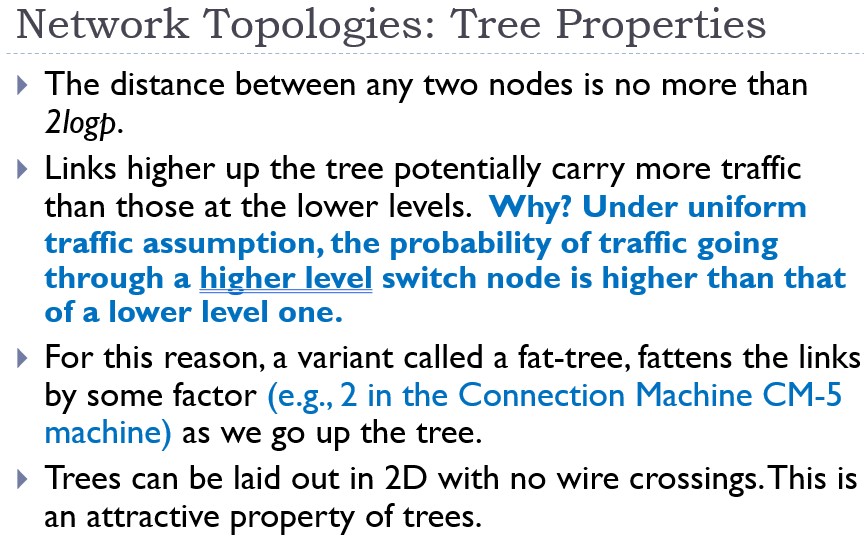 Network Topologies: Tree Properties
The distance between any two nodes is no more than
2logp.
Links higher up the tree potentially carry more traffic
than those at the lower levels. Why? Under uniform
traffic assumption, the probability of traffic going
through a higher level switch node is higher than that
of a lower level one.
For this reason, a variant called a fat-tree, fattens the links
by some factor (e.g., 2 in the Connection Machine CM-5
machine) as we go up the tree.
Trees can be laid out in 2D with no wire crossings. This is
an attractive property of trees.